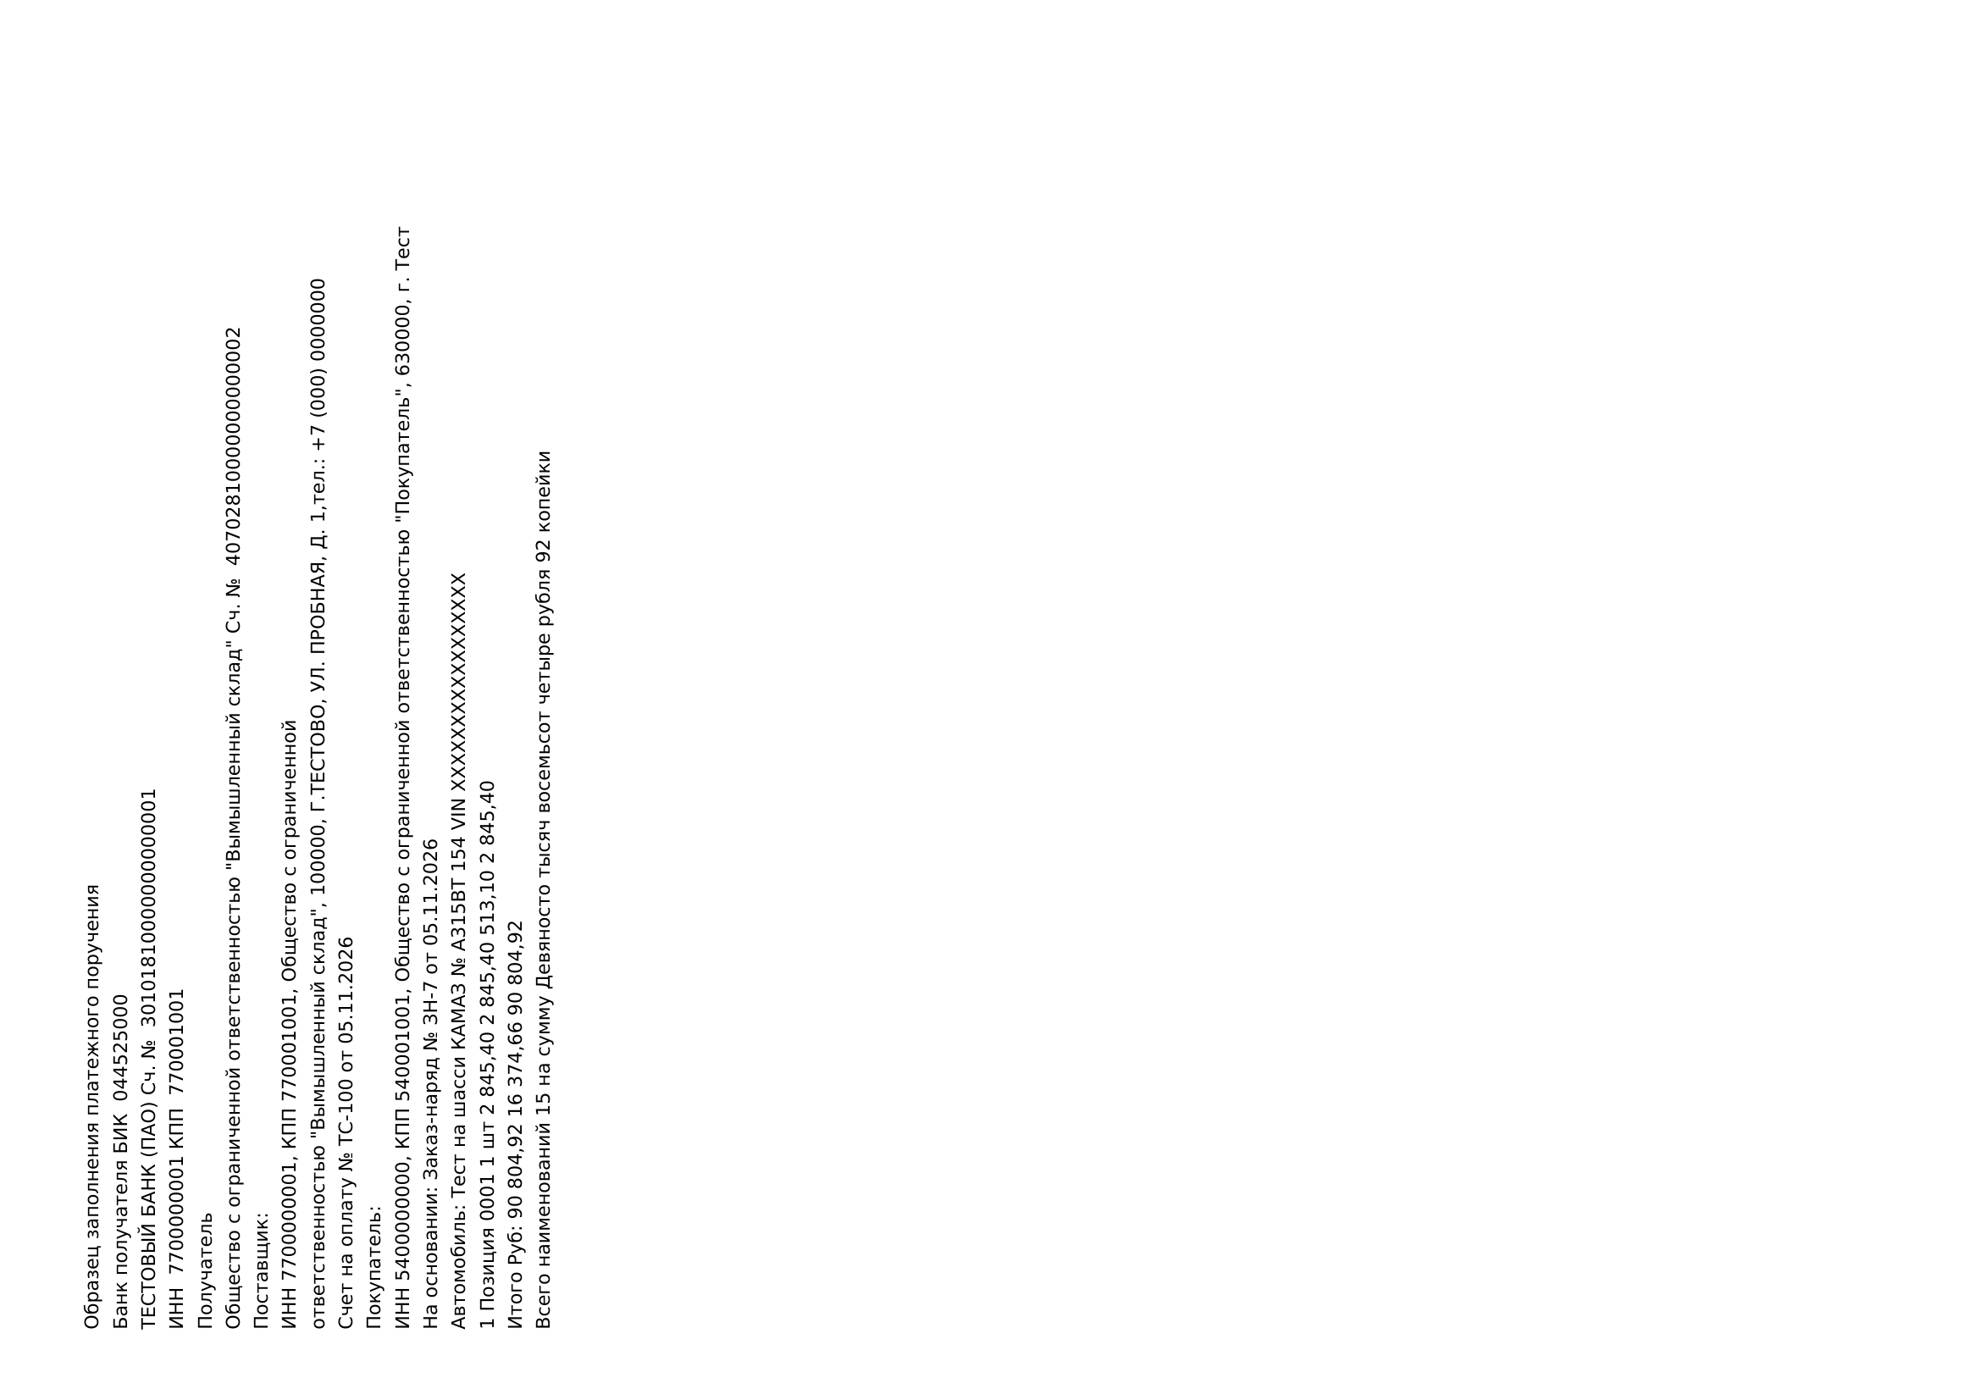 Образец заполнения платежного поручения
Банк получателя БИК  044525000
ТЕСТОВЫЙ БАНК (ПАО) Сч. №  30101810000000000001
ИНН  7700000001 КПП  770001001
Получатель
Общество с ограниченной ответственностью "Вымышленный склад" Сч. №  40702810000000000002
Поставщик:
ИНН 7700000001, КПП 770001001, Общество с ограниченной
ответственностью "Вымышленный склад", 100000, Г.ТЕСТОВО, УЛ. ПРОБНАЯ, Д. 1,тел.: +7 (000) 0000000
Счет на оплату № ТС-100 от 05.11.2026
Покупатель:
ИНН 5400000000, КПП 540001001, Общество с ограниченной ответственностью "Покупатель", 630000, г. Тест
На основании: Заказ-наряд № ЗН-7 от 05.11.2026
Автомобиль: Тест на шасси КАМАЗ № А315ВТ 154 VIN XXXXXXXXXXXXXXXXX
1 Позиция 0001 1 шт 2 845,40 2 845,40 513,10 2 845,40
Итого Руб: 90 804,92 16 374,66 90 804,92
Всего наименований 15 на сумму Девяносто тысяч восемьсот четыре рубля 92 копейки